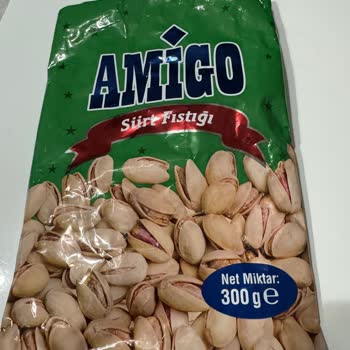 AMİGO
Siirt Fıstığı
Net Miktar:
300 g ℮